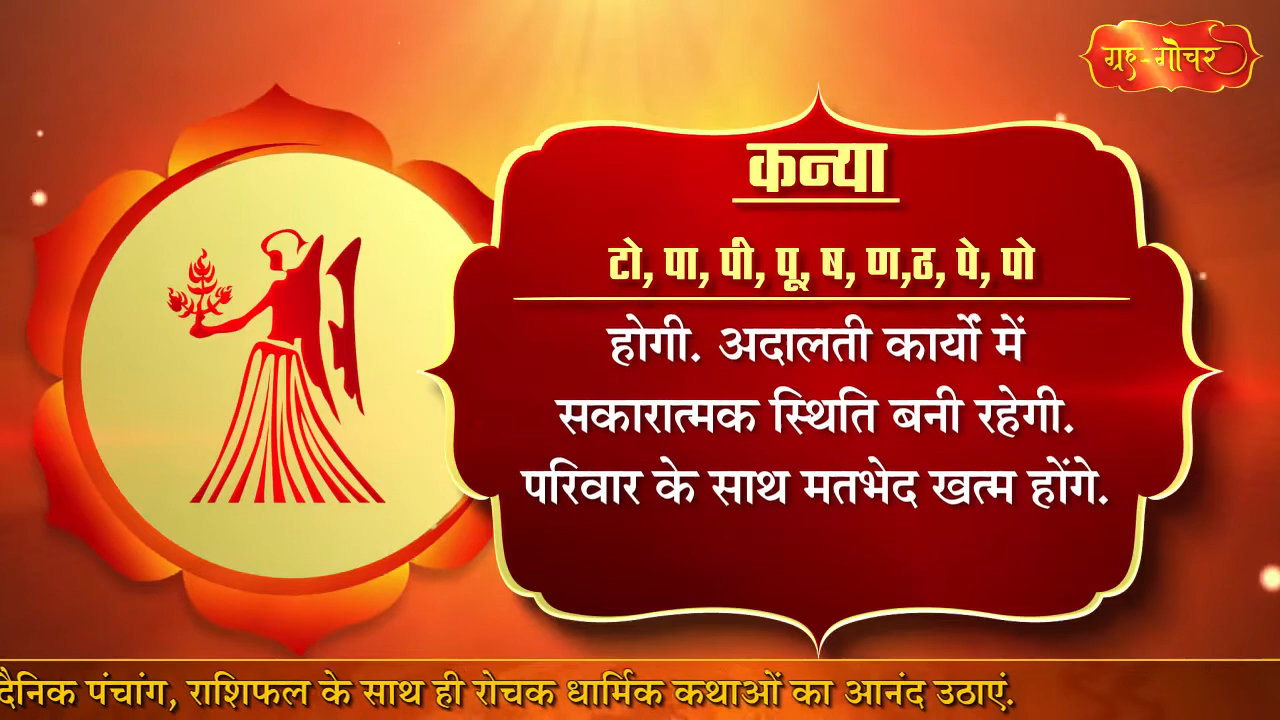 ग्रह-गोचर
कन्या
टो, पा, पी, पू, ष, ण,ठ, पे, पो
होगी. अदालती कार्यों में
सकारात्मक स्थिति बनी रहेगी.
परिवार के साथ मतभेद खत्म होंगे.
दैनिक पंचांग, राशिफल के साथ ही रोचक धार्मिक कथाओं का आनंद उठाएं.